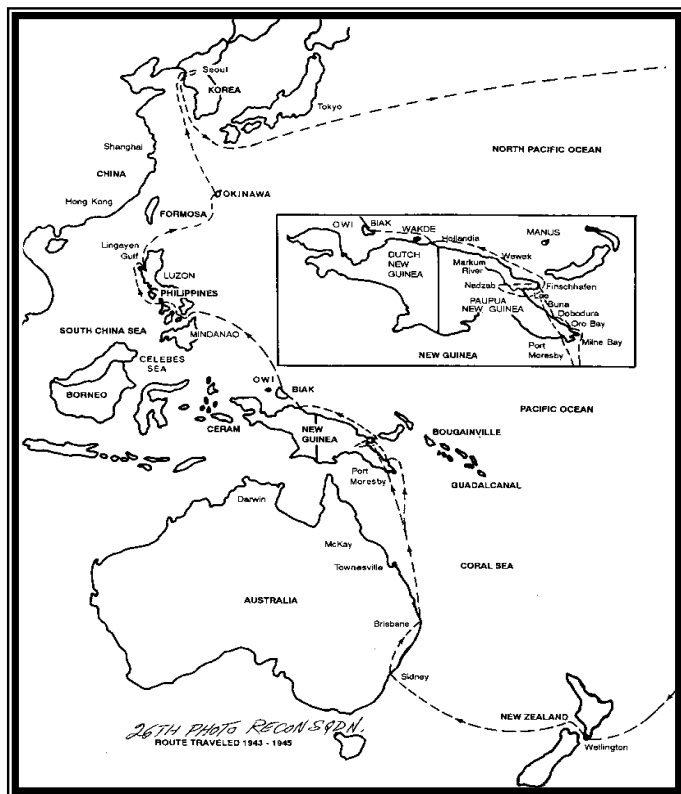 Seoul
KOREA
Tokyo
Shanghai
CHINA
NORTH PACIFIC OCEAN
Hong Kong
OKINAWA
FORMOSA
Lingayen
Gulf
LUZON
PHILIPPINES
SOUTH CHINA SEA
MINDANAO
CELEBES
SEA
BORNEO
OWI
BIAK
CERAM
NEW
GUINEA
Port
Moresby
PACIFIC OCEAN
BOUGAINVILLE
GUADALCANAL
OWI
BIAK
WAKDE
Hollandia
MANUS
DUTCH
NEW
GUINEA
Wewek
Markum
River
Nadzab
Finschhafen
Lae
PAUPUA
NEW GUINEA
Buna
Dobodura
Oro Bay
Port
Moresby
Milne Bay
NEW GUINEA
Darwin
McKay
Townesville
CORAL SEA
AUSTRALIA
Brisbane
Sidney
NEW ZEALAND
Wellington
26TH PHOTO RECON SQDN.
ROUTE TRAVELED 1943 - 1945